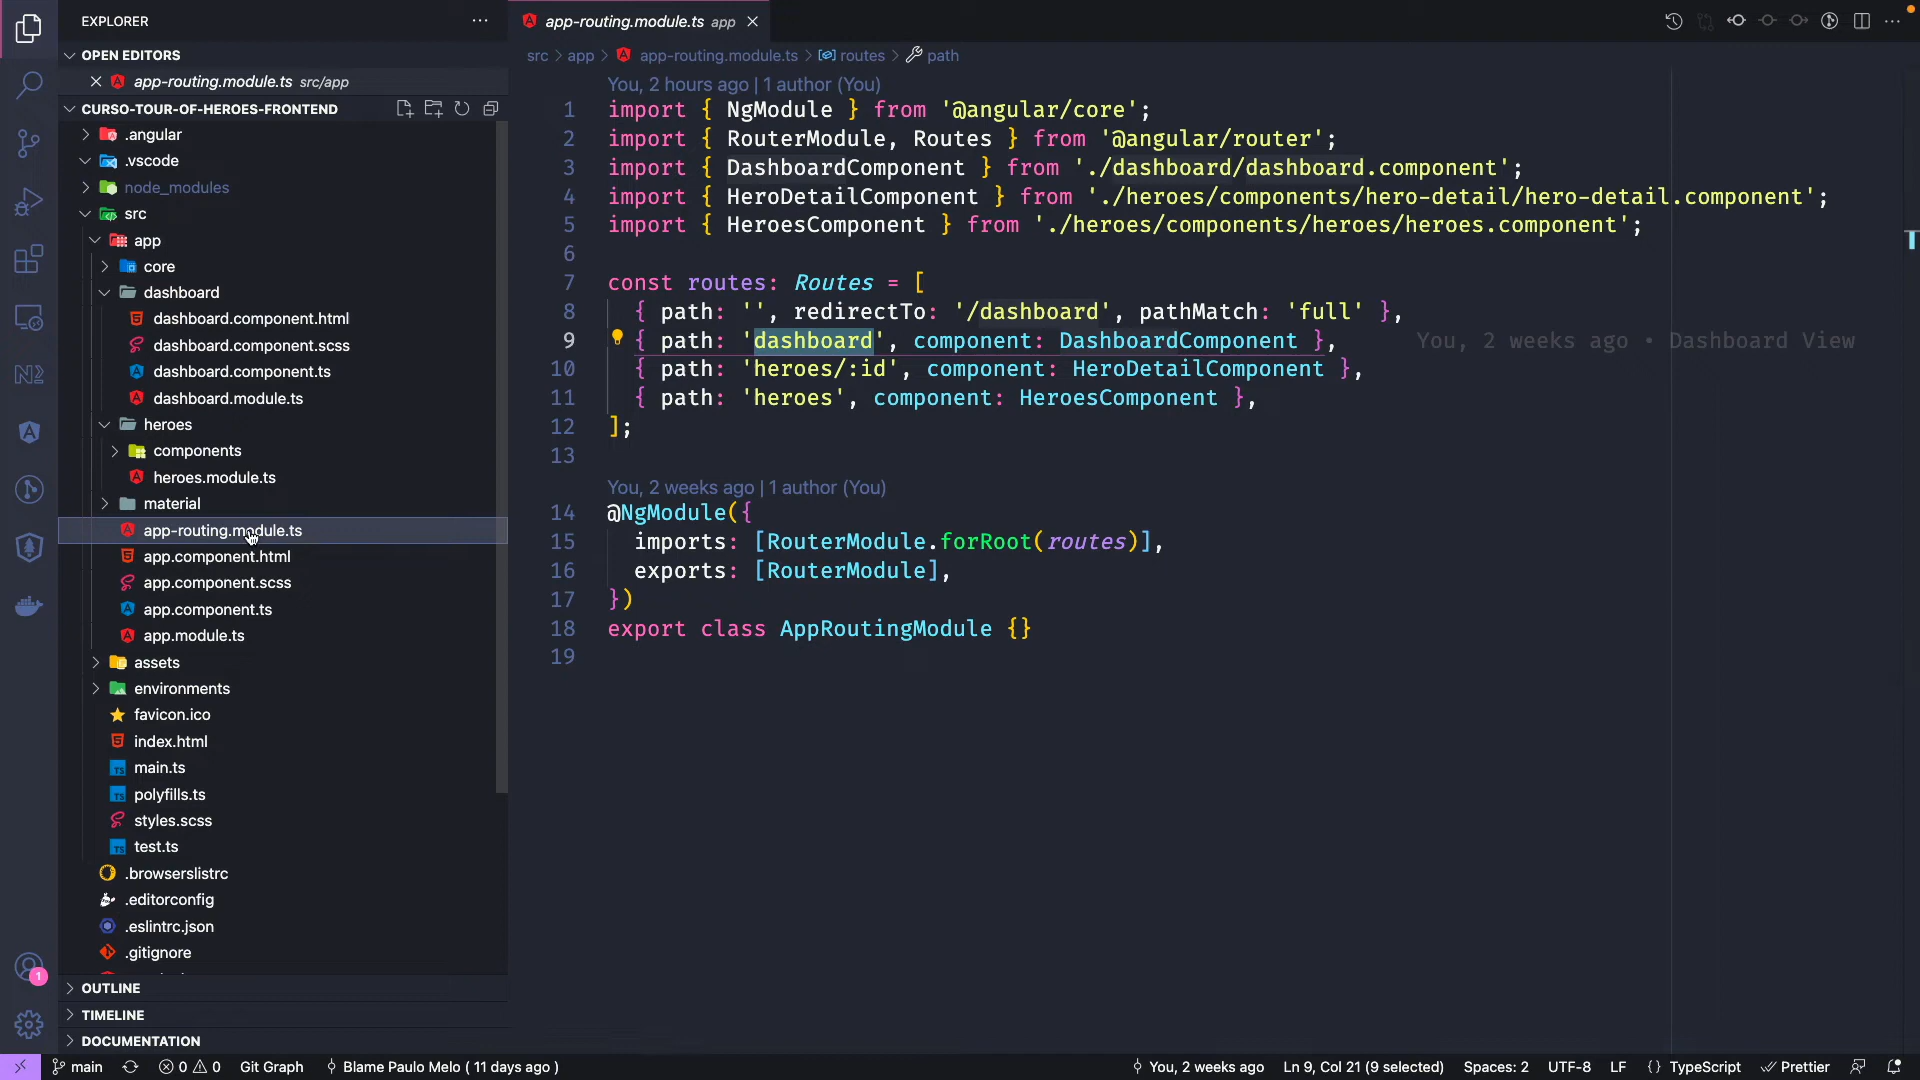 EXPLORER
OPEN EDITORS
app-routing.module.ts src/app
CURSO-TOUR-OF-HEROES-FRONTEND
.angular
.vscode
node_modules
src
app
core
dashboard
dashboard.component.html
dashboard.component.scss
dashboard.component.ts
dashboard.module.ts
heroes
components
heroes.module.ts
material
app-routing.module.ts
app.component.html
app.component.scss
app.component.ts
app.module.ts
assets
environments
favicon.ico
index.html
main.ts
polyfills.ts
styles.scss
test.ts
.browserslistrc
.editorconfig
.eslintrc.json
.gitignore
OUTLINE
TIMELINE
DOCUMENTATION
app-routing.module.ts app
src > app > app-routing.module.ts > routes > path
You, 2 hours ago | 1 author (You)
1 import { NgModule } from '@angular/core';
2 import { RouterModule, Routes } from '@angular/router';
3 import { DashboardComponent } from './dashboard/dashboard.component';
4 import { HeroDetailComponent } from './heroes/components/hero-detail/hero-detail.component';
5 import { HeroesComponent } from './heroes/components/heroes/heroes.component';
6
7 const routes: Routes = [
8 { path: '', redirectTo: '/dashboard', pathMatch: 'full' },
9 { path: 'dashboard', component: DashboardComponent }, You, 2 weeks ago • Dashboard View
10 { path: 'heroes/:id', component: HeroDetailComponent },
11 { path: 'heroes', component: HeroesComponent },
12 ];
13
You, 2 weeks ago | 1 author (You)
14 @NgModule({
15 imports: [RouterModule.forRoot(routes)],
16 exports: [RouterModule],
17 })
18 export class AppRoutingModule {}
19
1
main 0 0 Git Graph Blame Paulo Melo ( 11 days ago ) You, 2 weeks ago Ln 9, Col 21 (9 selected) Spaces: 2 UTF-8 LF {} TypeScript Prettier